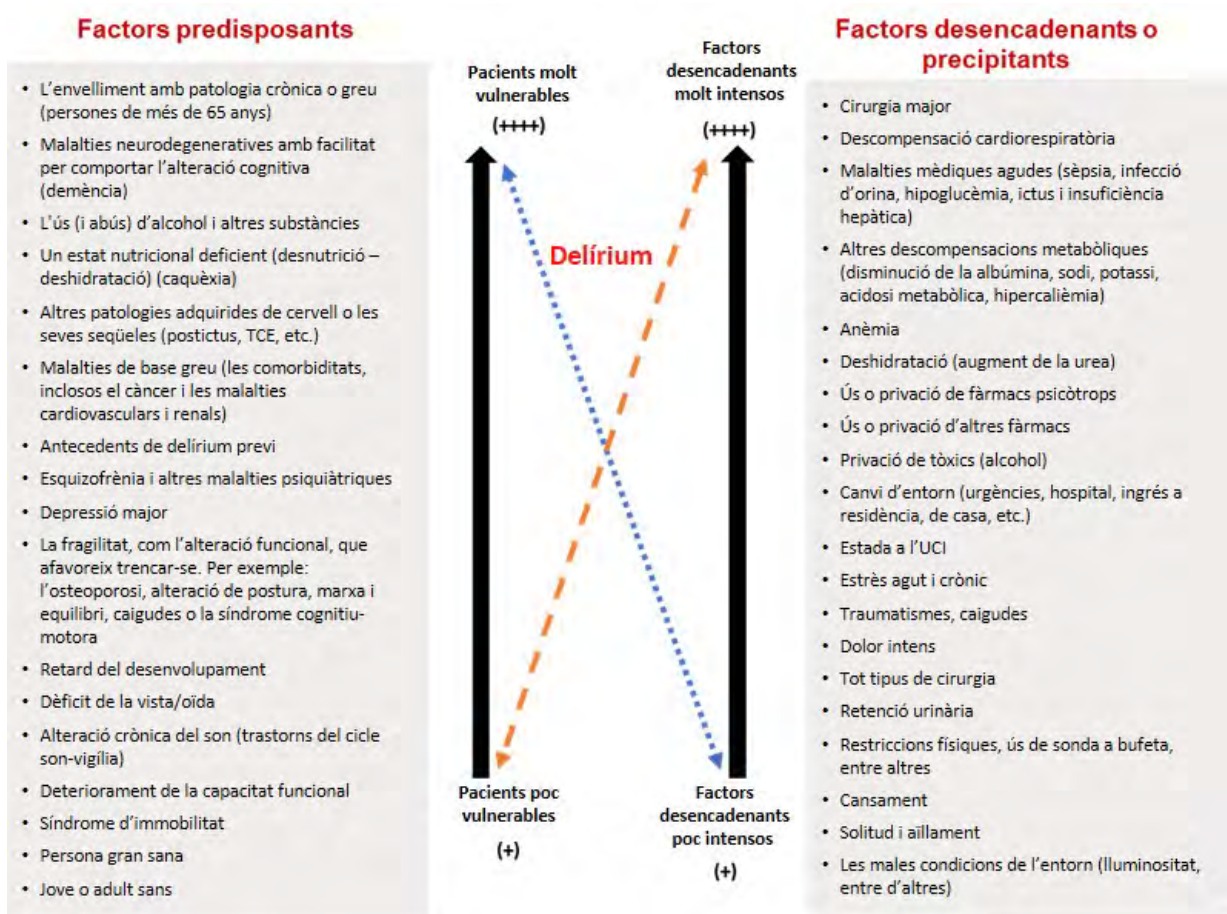 Factors predisposants
• L’envelliment amb patologia crònica o greu
(persones de més de 65 anys)
• Malalties neurodegeneratives amb facilitat
per comportar l’alteració cognitiva
(demència)
• L’ús (i abús) d’alcohol i altres substàncies
• Un estat nutricional deficient (desnutrició –
deshidratació) (caquèxia)
• Altres patologies adquirides de cervell o les
seves seqüeles (postictus, TCE, etc.)
• Malalties de base greu (les comorbiditats,
inclosos el càncer i les malalties
cardiovasculars i renals)
• Antecedents de delírium previ
• Esquizofrènia i altres malalties psiquiàtriques
• Depressió major
• La fragilitat, com l’alteració funcional, que
afavoreix trencar-se. Per exemple:
l’osteoporosi, alteració de postura, marxa i
equilibri, caigudes o la síndrome cognitiu-
motora
• Retard del desenvolupament
• Dèficit de la vista/oïda
• Alteració crònica del son (trastorns del cicle
son-vigília)
• Deteriorament de la capacitat funcional
• Síndrome d’immobilitat
• Persona gran sana
• Jove o adult sans
Pacients molt
vulnerables
(++++)
Factors
desencadenants
molt intensos
(++++)
Delírium
Pacients poc
vulnerables
(+)
Factors
desencadenants
poc intensos
(+)
Factors desencadenants o
precipitants
• Cirurgia major
• Descompensació cardiorespiratòria
• Malalties mèdiques agudes (sèpsia, infecció
d’orina, hipoglucèmia, ictus i insuficiència
hepàtica)
• Altres descompensacions metabòliques
(disminució de la albúmina, sodi, potassi,
acidosi metabòlica, hipercalièmia)
• Anèmia
• Deshidratació (augment de la urea)
• Ús o privació de fàrmacs psicòtrops
• Ús o privació d’altres fàrmacs
• Privació de tòxics (alcohol)
• Canvi d’entorn (urgències, hospital, ingrés a
residència, de casa, etc.)
• Estada a l’UCI
• Estrès agut i crònic
• Traumatismes, caigudes
• Dolor intens
• Tot tipus de cirurgia
• Retenció urinària
• Restriccions físiques, ús de sonda a bufeta,
entre altres
• Cansament
• Solitud i aïllament
• Les males condicions de l’entorn (lluminositat,
entre d’altres)